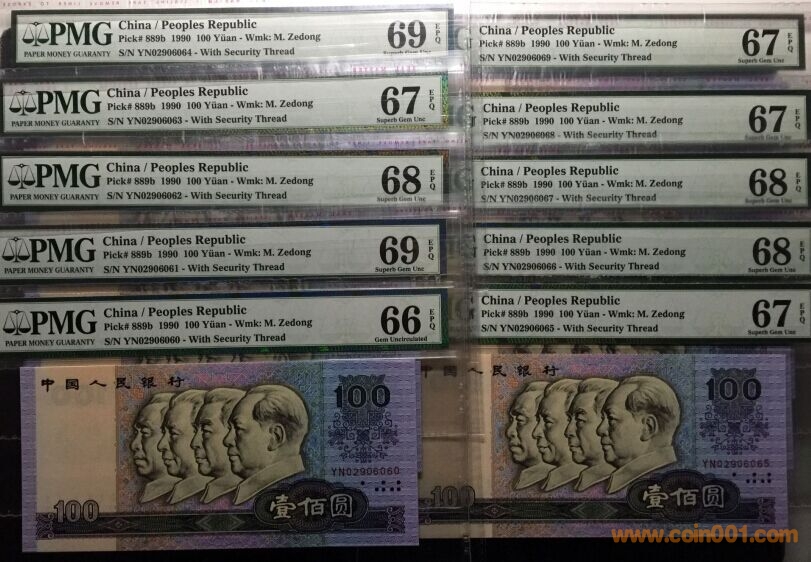 PMG
PAPER MONEY GUARANTY
China / Peoples Republic
Pick# 889b 1990 100 Yüan - Wmk: M. Zedong
S/N YN02906064 - With Security Thread
69 EPQ
Superb Gem Unc
PMG
PAPER MONEY GUARANTY
China / Peoples Republic
Pick# 889b 1990 100 Yüan - Wmk: M. Zedong
S/N YN02906063 - With Security Thread
67 EPQ
Superb Gem Unc
PMG
PAPER MONEY GUARANTY
China / Peoples Republic
Pick# 889b 1990 100 Yüan - Wmk: M. Zedong
S/N YN02906062 - With Security Thread
68 EPQ
Superb Gem Unc
PMG
PAPER MONEY GUARANTY
China / Peoples Republic
Pick# 889b 1990 100 Yüan - Wmk: M. Zedong
S/N YN02906061 - With Security Thread
69 EPQ
Superb Gem Unc
PMG
PAPER MONEY GUARANTY
China / Peoples Republic
Pick# 889b 1990 100 Yüan - Wmk: M. Zedong
S/N YN02906060 - With Security Thread
66 EPQ
Gem Uncirculated
中国人民银行
100
YN02906060
100
壹佰圆
China / Peoples Republic
Pick# 889b 1990 100 Yüan - Wmk: M. Zedong
S/N YN02906069 - With Security Thread
67 EPQ
Superb Gem Unc
China / Peoples Republic
Pick# 889b 1990 100 Yüan - Wmk: M. Zedong
S/N YN02906068 - With Security Thread
67 EPQ
Superb Gem Unc
China / Peoples Republic
Pick# 889b 1990 100 Yüan - Wmk: M. Zedong
S/N YN02906067 - With Security Thread
68 EPQ
Superb Gem Unc
China / Peoples Republic
Pick# 889b 1990 100 Yüan - Wmk: M. Zedong
S/N YN02906066 - With Security Thread
68 EPQ
Superb Gem Unc
China / Peoples Republic
Pick# 889b 1990 100 Yüan - Wmk: M. Zedong
S/N YN02906065 - With Security Thread
67 EPQ
Superb Gem Unc
中国人民银行
100
YN02906065
100
壹佰圆
www.coin001.com